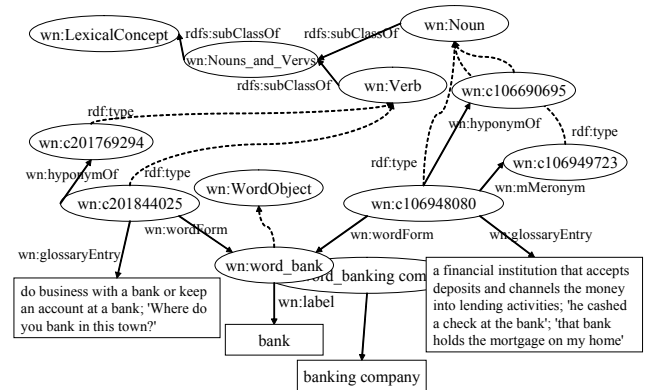 wn:Noun
wn:LexicalConcept
rdfs:subClassOf
rdfs:subClassOf
wn:Nouns_and_Vervs
rdfs:subClassOf
wn:Verb
wn:c106690695
rdf:type
wn:hyponymOf
rdf:type
wn:c201769294
rdf:type
wn:c106949723
wn:hyponymOf
rdf:type
wn:WordObject
wn:mMeronym
wn:c201844025
wn:c106948080
wn:wordForm
wn:wordForm
wn:glossaryEntry
wn:glossaryEntry
wn:word_bank
ord_banking com
do business with a bank or keep
an account at a bank; 'Where do
you bank in this town?'
a financial institution that accepts
deposits and channels the money
into lending activities; 'he cashed
a check at the bank'; 'that bank
holds the mortgage on my home'
wn:label
bank
banking company